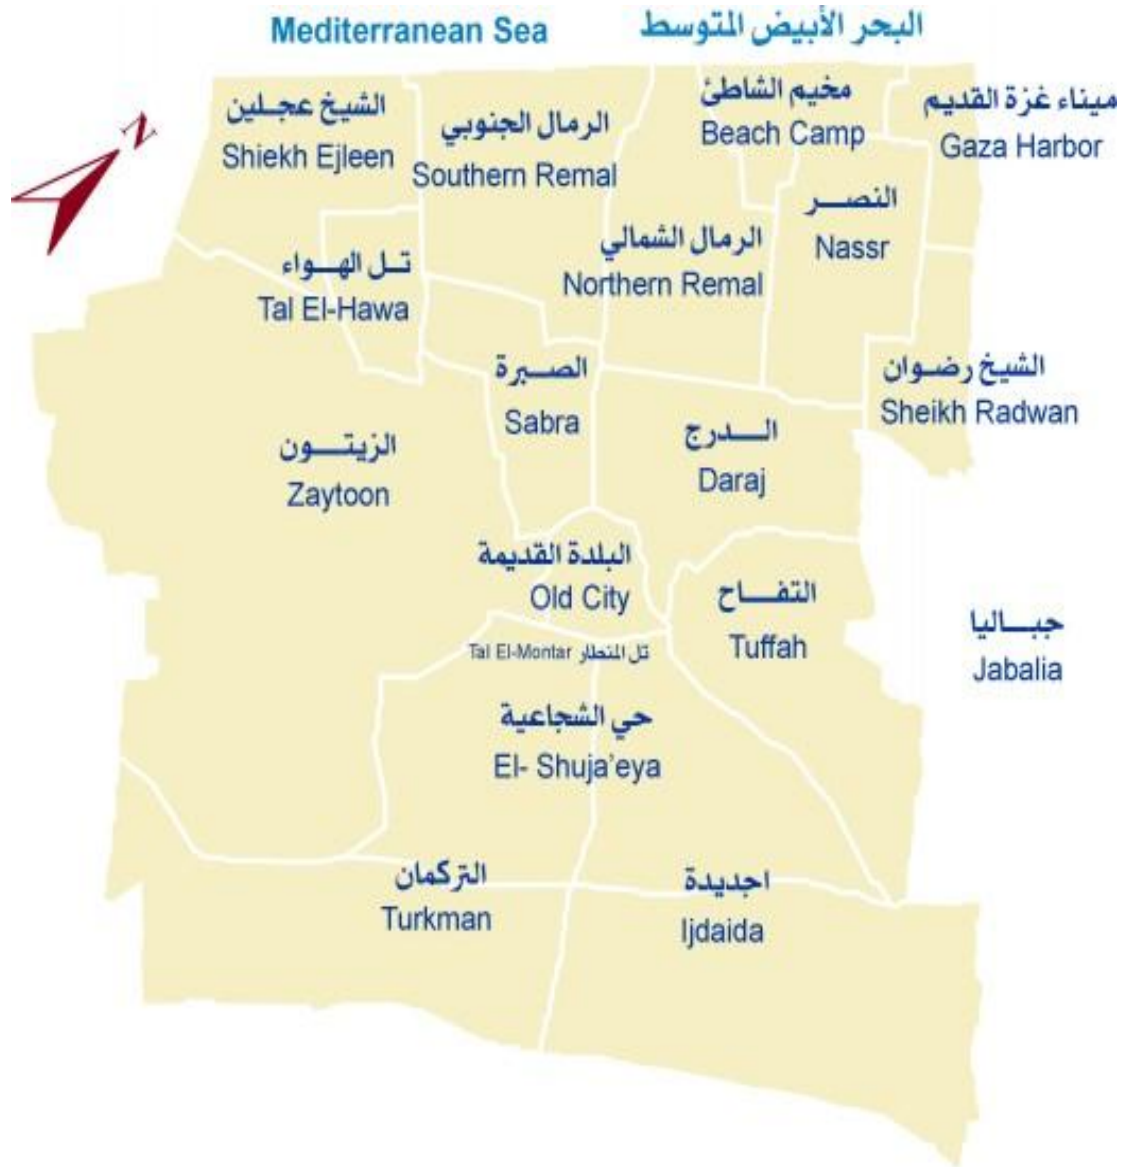 Mediterranean Sea
البحر الأبيض المتوسط
N
الشيخ عجلين
Shiekh Ejleen
الرمال الجنوبي
Southern Remal
مخيم الشاطئ
Beach Camp
ميناء غزة القديم
Gaza Harbor
النصر
Nassr
تل الهواء
Tal El-Hawa
الرمال الشمالي
Northern Remal
الصبرة
Sabra
الشيخ رضوان
Sheikh Radwan
الزيتون
Zaytoon
الدرج
Daraj
البلدة القديمة
Old City
التفاح
Tuffah
جباليا
Jabalia
Tal El-Montar تل المنطار
حي الشجاعية
El- Shuja’eya
التركمان
Turkman
اجديدة
Ijdaida